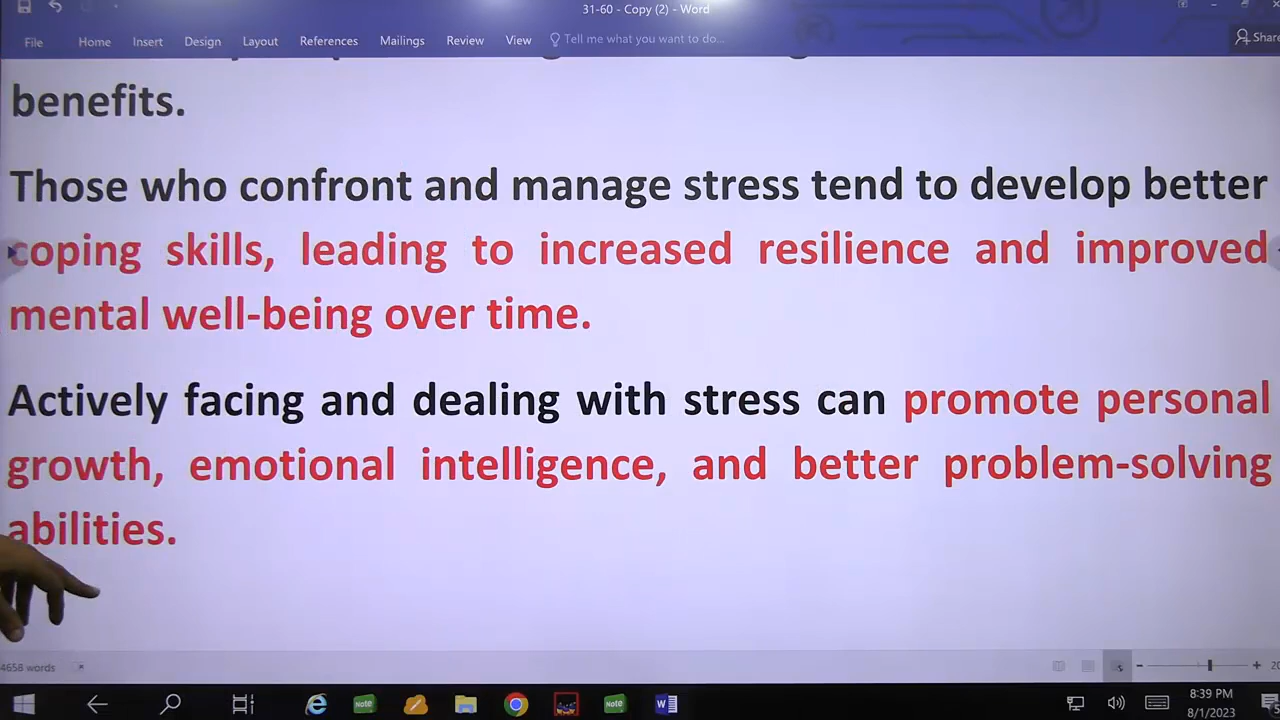 31-60 - Copy (2) - Word
File Home Insert Design Layout References Mailings Review View Tell me what you want to do... Share
benefits.
Those who confront and manage stress tend to develop better
coping skills, leading to increased resilience and improved
mental well-being over time.
Actively facing and dealing with stress can promote personal
growth, emotional intelligence, and better problem-solving
abilities.
4658 words
Note Note
8:39 PM
8/1/2023